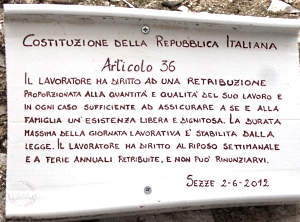 COSTITUZIONE DELLA REPUBBLICA ITALIANA
Articolo 36
IL LAVORATORE HA DIRITTO AD UNA RETRIBUZIONE
PROPORZIONATA ALLA QUANTITÀ E QUALITÀ DEL SUO LAVORO E
IN OGNI CASO SUFFICIENTE AD ASSICURARE A SE E ALLA
FAMIGLIA UN'ESISTENZA LIBERA E DIGNITOSA. LA DURATA
MASSIMA DELLA GIORNATA LAVORATIVA E' STABILITA DALLA
LEGGE. IL LAVORATORE HA DIRITTO AL RIPOSO SETTIMANALE
E A FERIE ANNUALI RETRIBUITE, E NON PUO' RINUNZIARVI.
SEZZE 2-6-2012